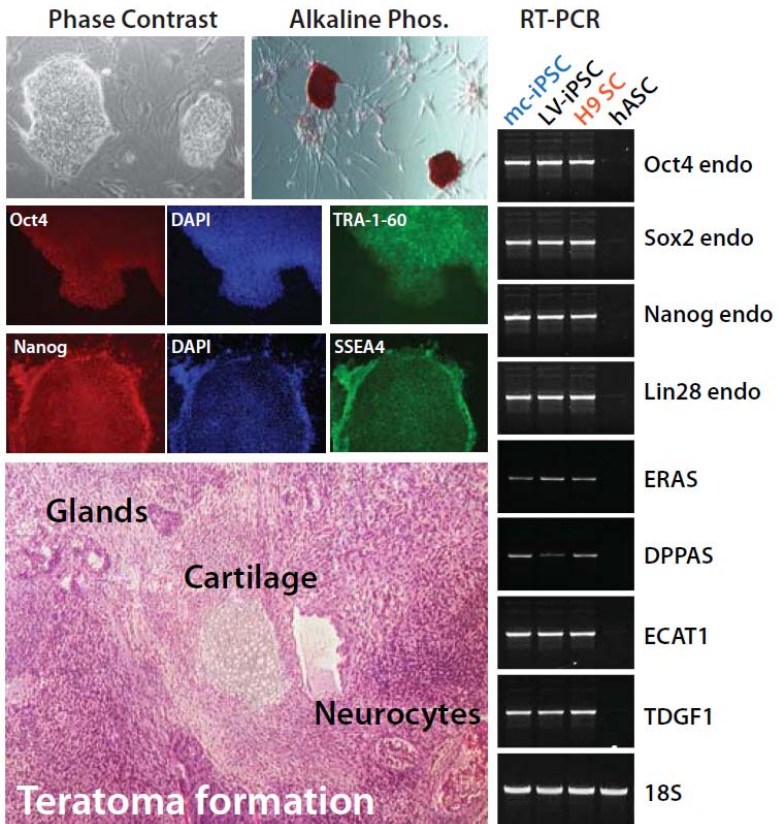 Phase Contrast
Alkaline Phos.
RT-PCR
mc-iPSC
LV-iPSC
H9 SC
hASC
Oct4 endo
Oct4
DAPI
TRA-1-60
Sox2 endo
Nanog endo
Nanog
DAPI
SSEA4
Lin28 endo
ERAS
Glands
DPPAS
Cartilage
ECAT1
Neurocytes
TDGF1
Teratoma formation
18S